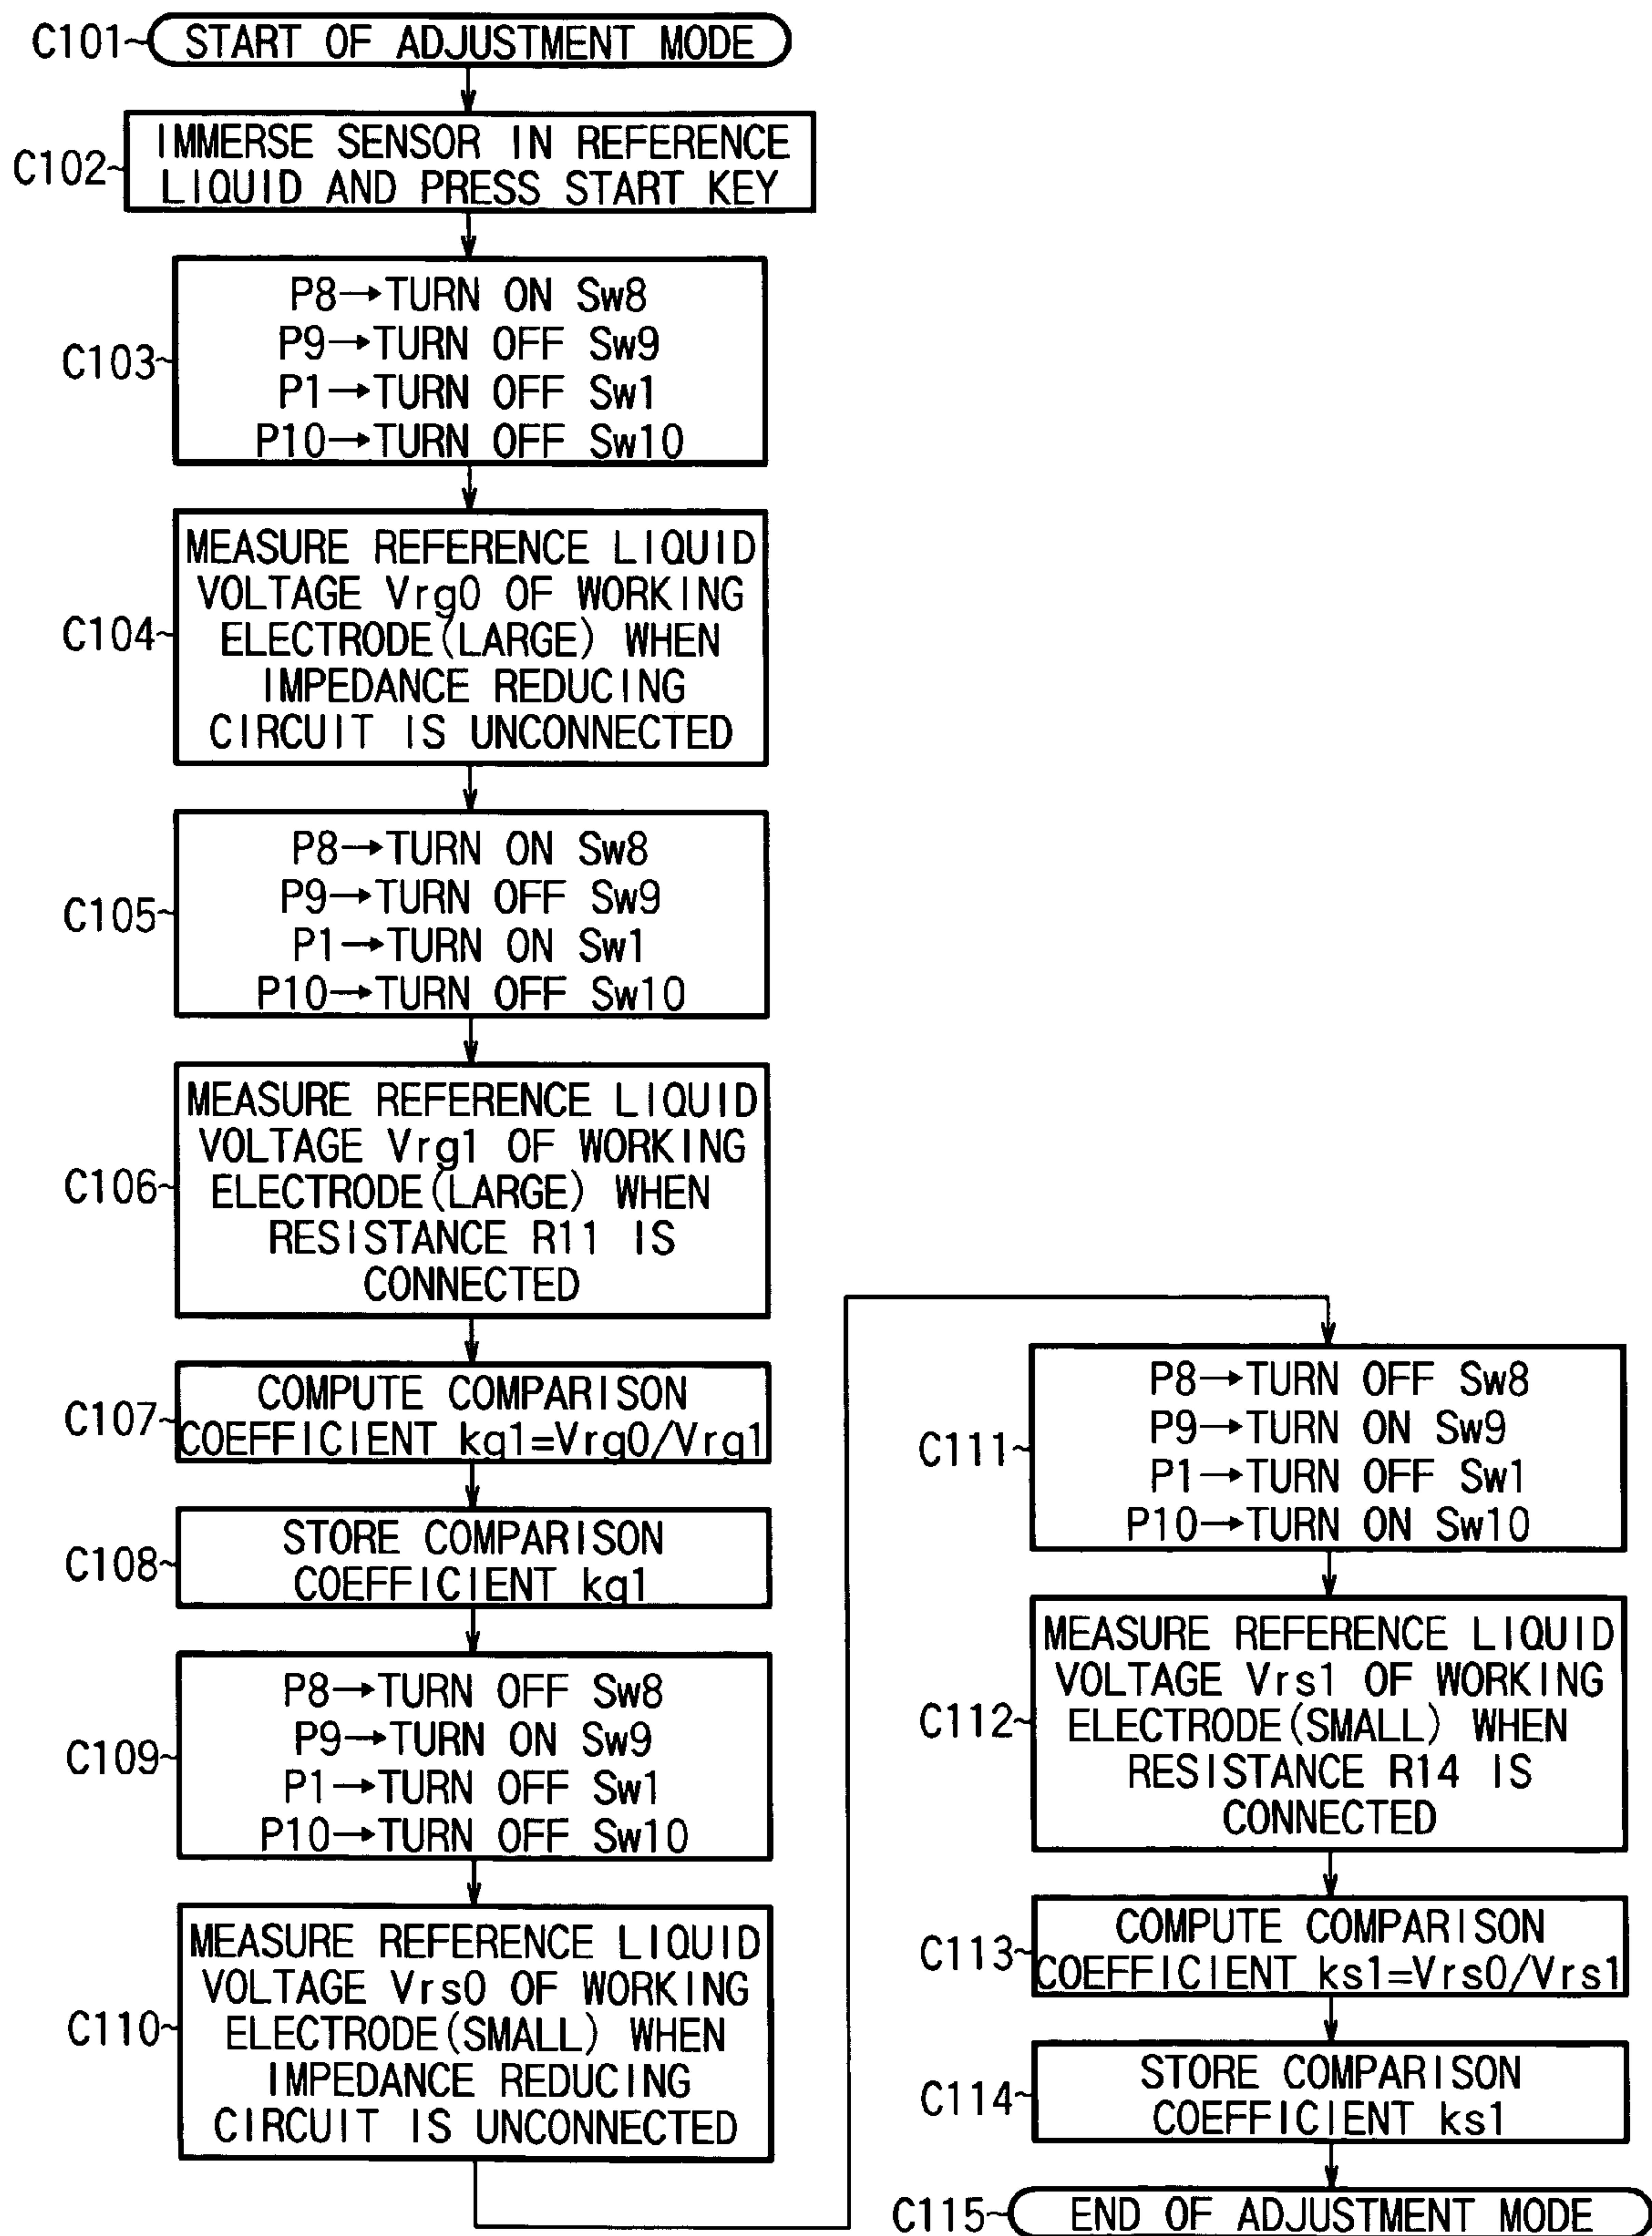 C101 START OF ADJUSTMENT MODE
C102 IMMERSE SENSOR IN REFERENCE
LIQUID AND PRESS START KEY
C103
P8→TURN ON Sw8
P9→TURN OFF Sw9
P1→TURN OFF Sw1
P10→TURN OFF Sw10
C104
MEASURE REFERENCE LIQUID
VOLTAGE Vrg0 OF WORKING
ELECTRODE(LARGE) WHEN
IMPEDANCE REDUCING
CIRCUIT IS UNCONNECTED
C105
P8→TURN ON Sw8
P9→TURN OFF Sw9
P1→TURN ON Sw1
P10→TURN OFF Sw10
C106
MEASURE REFERENCE LIQUID
VOLTAGE Vrg1 OF WORKING
ELECTRODE(LARGE) WHEN
RESISTANCE R11 IS
CONNECTED
C107
COMPUTE COMPARISON
COEFFICIENT kg1=Vrg0/Vrg1
C108
STORE COMPARISON
COEFFICIENT kg1
C109
P8→TURN OFF Sw8
P9→TURN ON Sw9
P1→TURN OFF Sw1
P10→TURN OFF Sw10
C110
MEASURE REFERENCE LIQUID
VOLTAGE Vrs0 OF WORKING
ELECTRODE(SMALL) WHEN
IMPEDANCE REDUCING
CIRCUIT IS UNCONNECTED
C111
P8→TURN OFF Sw8
P9→TURN ON Sw9
P1→TURN OFF Sw1
P10→TURN ON Sw10
C112
MEASURE REFERENCE LIQUID
VOLTAGE Vrs1 OF WORKING
ELECTRODE(SMALL) WHEN
RESISTANCE R14 IS
CONNECTED
C113
COMPUTE COMPARISON
COEFFICIENT ks1=Vrs0/Vrs1
C114
STORE COMPARISON
COEFFICIENT ks1
C115 END OF ADJUSTMENT MODE